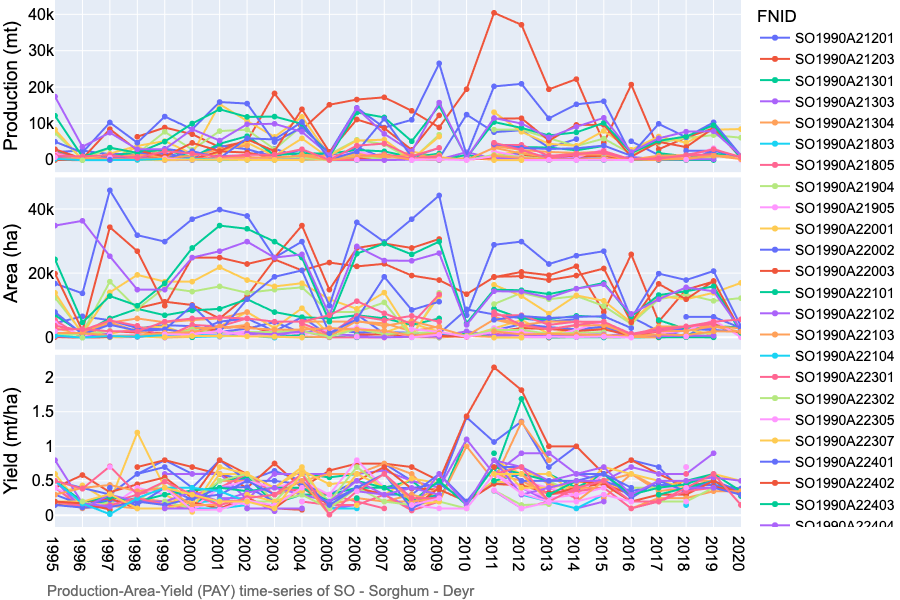 FNID
SO1990A21201
SO1990A21203
SO1990A21301
SO1990A21303
SO1990A21304
SO1990A21803
SO1990A21805
SO1990A21904
SO1990A21905
SO1990A22001
SO1990A22002
SO1990A22003
SO1990A22101
SO1990A22102
SO1990A22103
SO1990A22104
SO1990A22301
SO1990A22302
SO1990A22305
SO1990A22307
SO1990A22401
SO1990A22402
SO1990A22403
SO1990A22404
Production (mt)
40k
30k
20k
10k
0
Area (ha)
40k
20k
0
Yield (mt/ha)
2
1.5
1
0.5
0
1995 1996 1997 1998 1999 2000 2001 2002 2003 2004 2005 2006 2007 2008 2009 2010 2011 2012 2013 2014 2015 2016 2017 2018 2019 2020
Production-Area-Yield (PAY) time-series of SO - Sorghum - Deyr